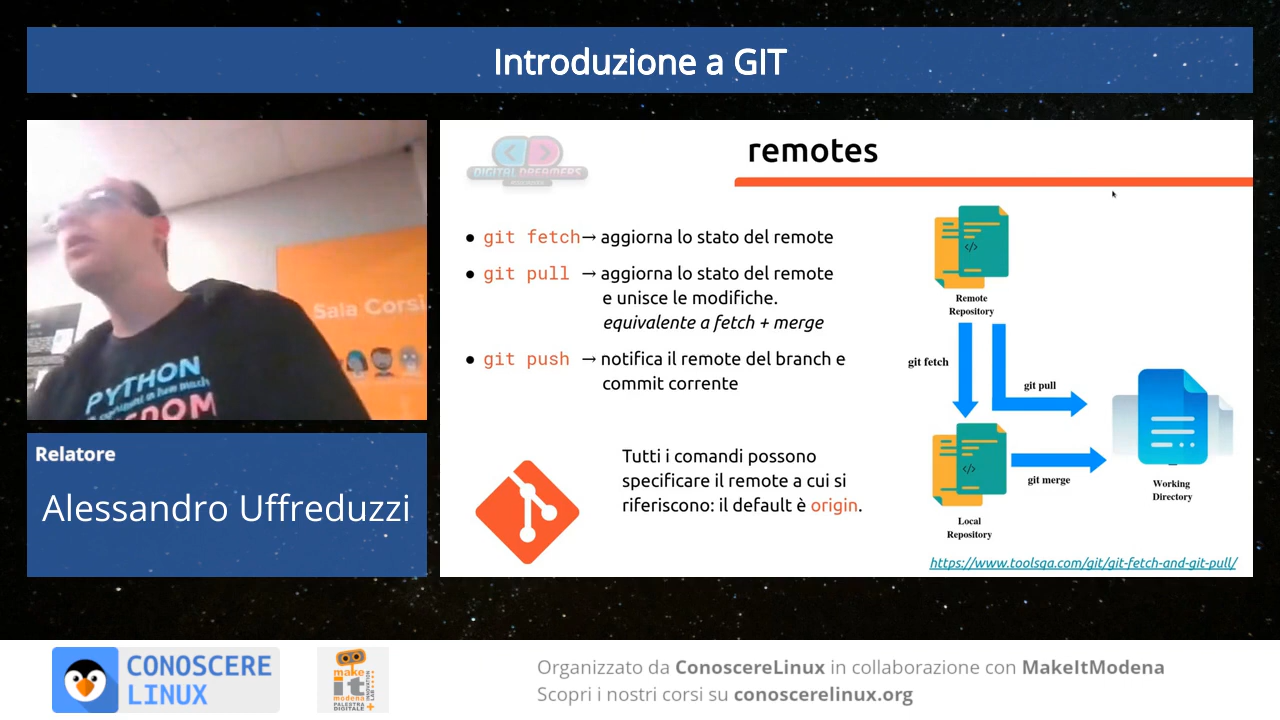 Introduzione a GIT
DIGITAL DREAMERS
remotes
● git fetch→ aggiorna lo stato del remote
● git pull → aggiorna lo stato del remote
e unisce le modifiche.
equivalente a fetch + merge
● git push → notifica il remote del branch e
commit corrente
Tutti i comandi possono
specificare il remote a cui si
riferiscono: il default è origin.
</>
Remote
Repository
git fetch
git pull
</>
git merge
Local
Repository
Working
Directory
https://www.toolsqa.com/git/git-fetch-and-git-pull/
Sala Corsi
PYTHON
Relatore
Alessandro Uffreduzzi
CONOSCERE
LINUX
make
it
modena
PALESTRA
DIGITALE
INNOVATION
LAB
Organizzato da ConoscereLinux in collaborazione con MakeItModena
Scopri i nostri corsi su conoscerelinux.org